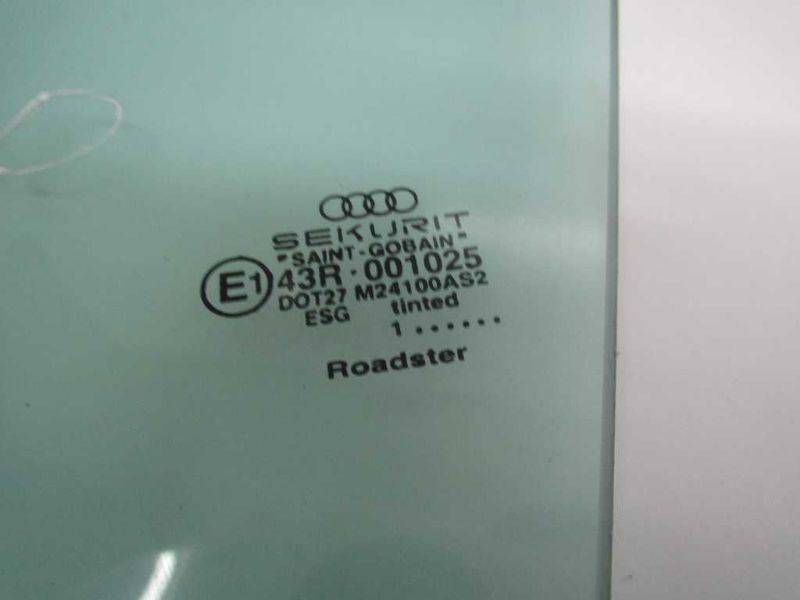 SEKURIT
"SAINT-GOBAIN"
E1 43R-001025
DOT27 M24100AS2
ESG tinted
1 ······
Roadster